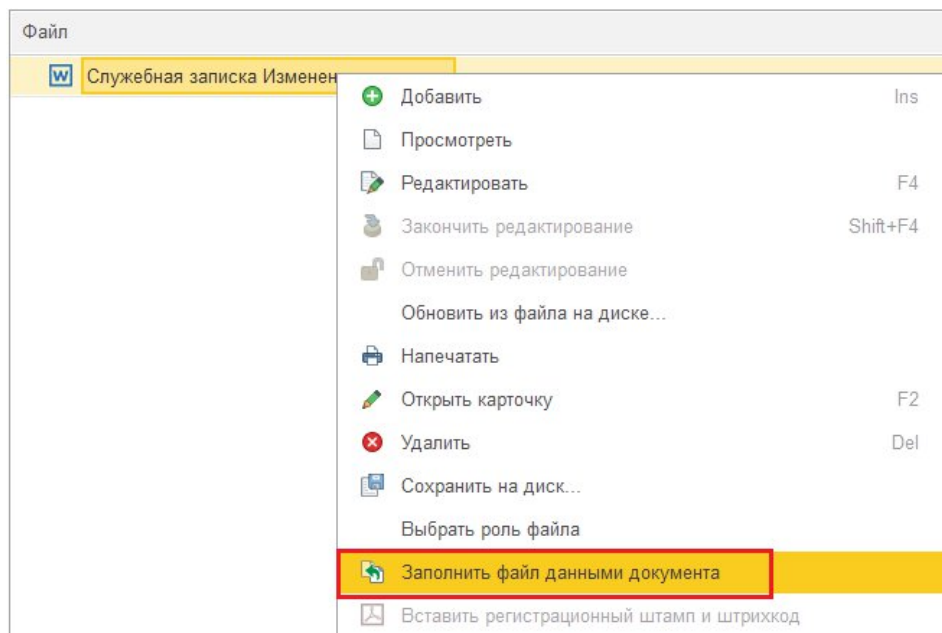 Файл
Служебная записка Изменен
Добавить Ins
Просмотреть
Редактировать F4
Закончить редактирование Shift+F4
Отменить редактирование
Обновить из файла на диске...
Напечатать
Открыть карточку F2
Удалить Del
Сохранить на диск...
Выбрать роль файла
Заполнить файл данными документа
Вставить регистрационный штамп и штрихкод